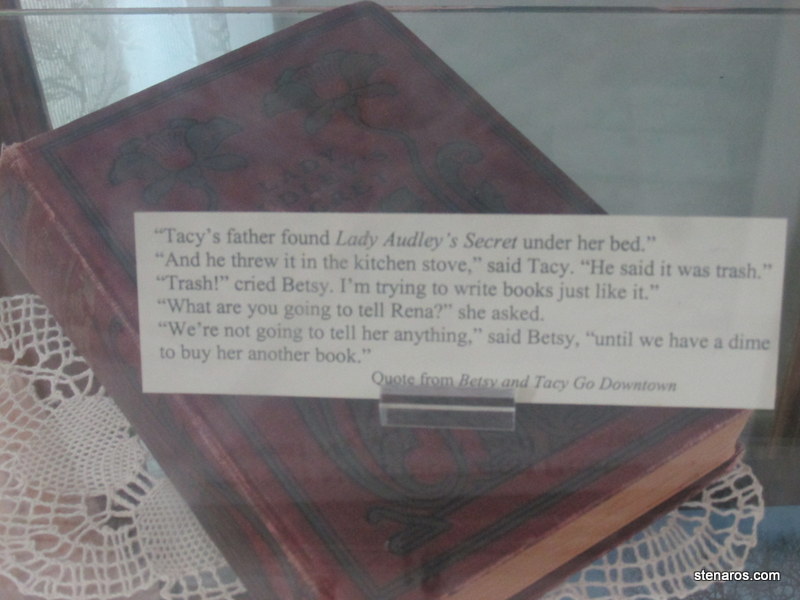 LADY
“Tacy’s father found Lady Audley’s Secret under her bed.”
“And he threw it in the kitchen stove,” said Tacy. “He said it was trash.”
“Trash!” cried Betsy. I’m trying to write books just like it.”
“What are you going to tell Rena?” she asked.
“We’re not going to tell her anything,” said Betsy, “until we have a dime
to buy her another book.”
Quote from Betsy and Tacy Go Downtown
stenaros.com